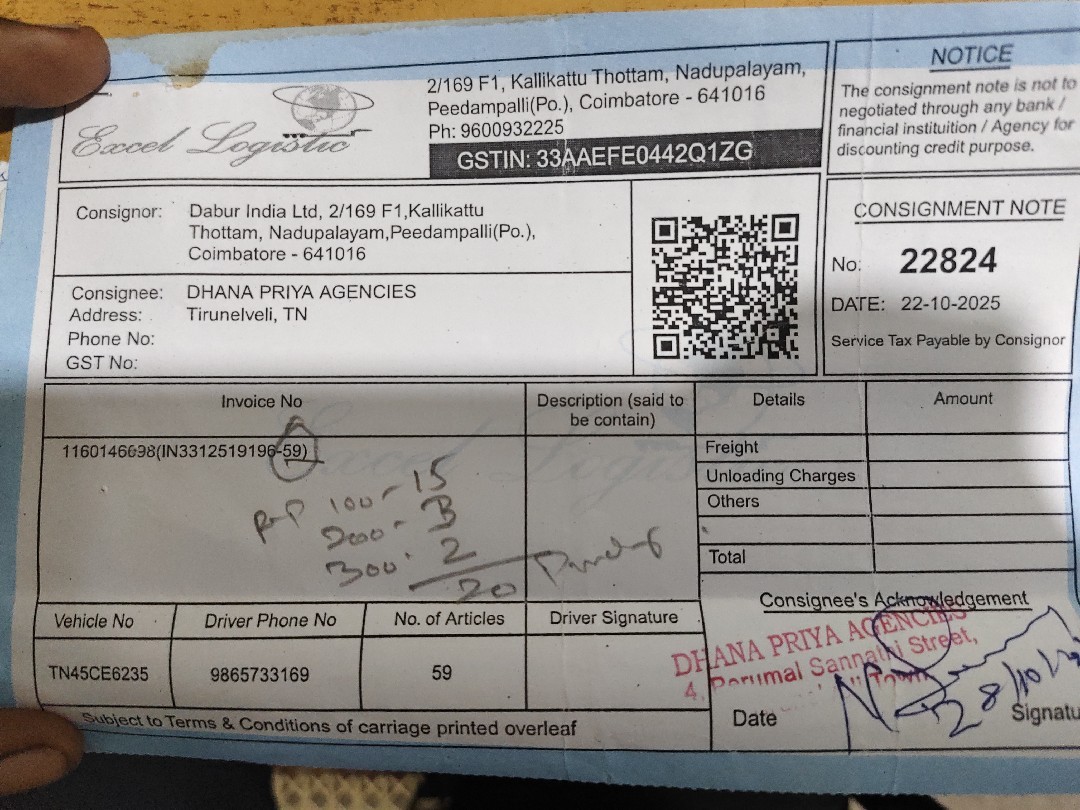 Excel Logistic
2/169 F1, Kallikattu Thottam, Nadupalayam,
Peedampalli(Po.), Coimbatore - 641016
Ph: 9600932225
GSTIN: 33AAEFE0442Q1ZG
NOTICE
The consignment note is not to
negotiated through any bank /
financial instituition / Agency for
discounting credit purpose.
Consignor: Dabur India Ltd, 2/169 F1,Kallikattu
Thottam, Nadupalayam,Peedampalli(Po.),
Coimbatore - 641016
Consignee: DHANA PRIYA AGENCIES
Address: Tirunelveli, TN
Phone No:
GST No:
CONSIGNMENT NOTE
No: 22824
DATE: 22-10-2025
Service Tax Payable by Consignor
Invoice No
Description (said to
be contain)
Details
Amount
1160146698(IN3312519196-59)
100 - 15
200 - 3
300 - 2
20
Freight
Unloading Charges
Others
Total
Vehicle No
Driver Phone No
No. of Articles
Driver Signature
TN45CE6235
9865733169
59
Consignee's Acknowledgement
DHANA PRIYA AGENCIES
4, Perumal Sannathi Street,
Town
28/10/
Date
Signatu
Subject to Terms & Conditions of carriage printed overleaf